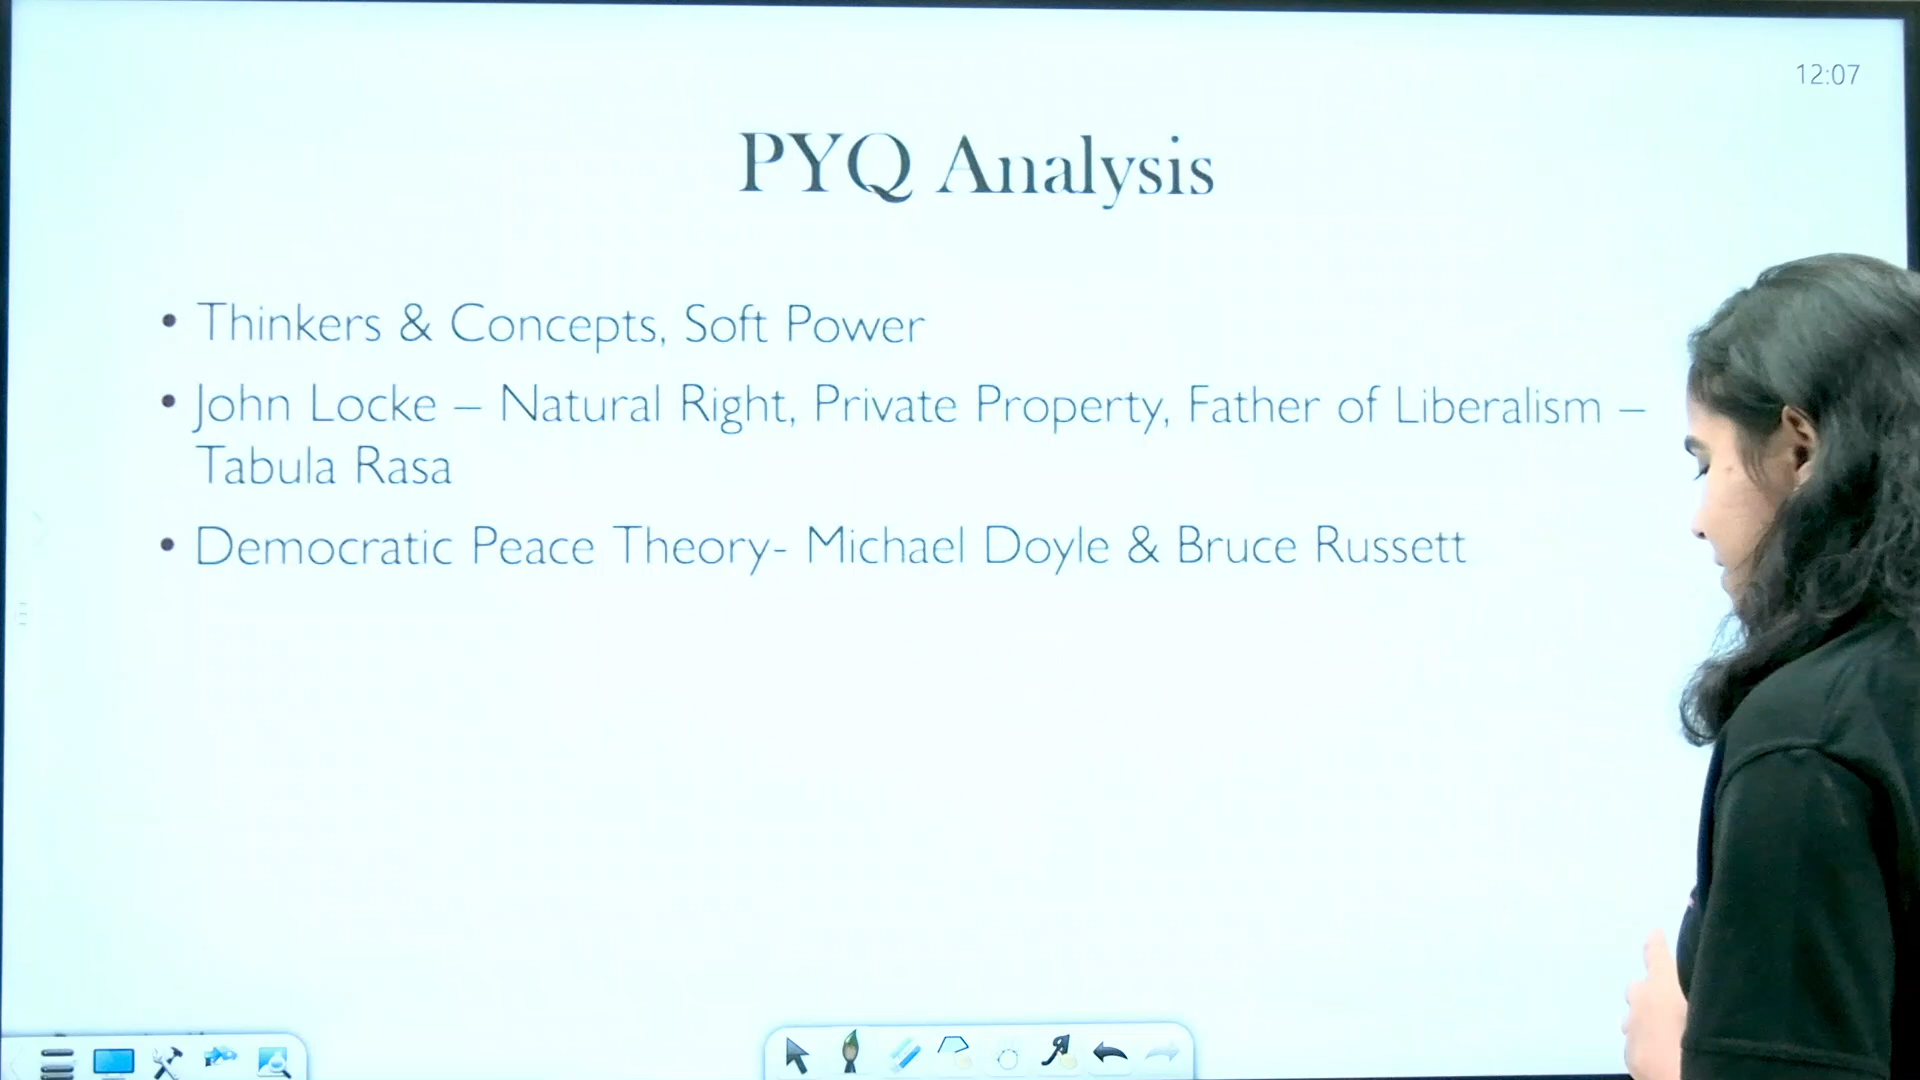 12:07
PYQ Analysis
• Thinkers & Concepts, Soft Power
• John Locke – Natural Right, Private Property, Father of Liberalism –
Tabula Rasa
• Democratic Peace Theory- Michael Doyle & Bruce Russett